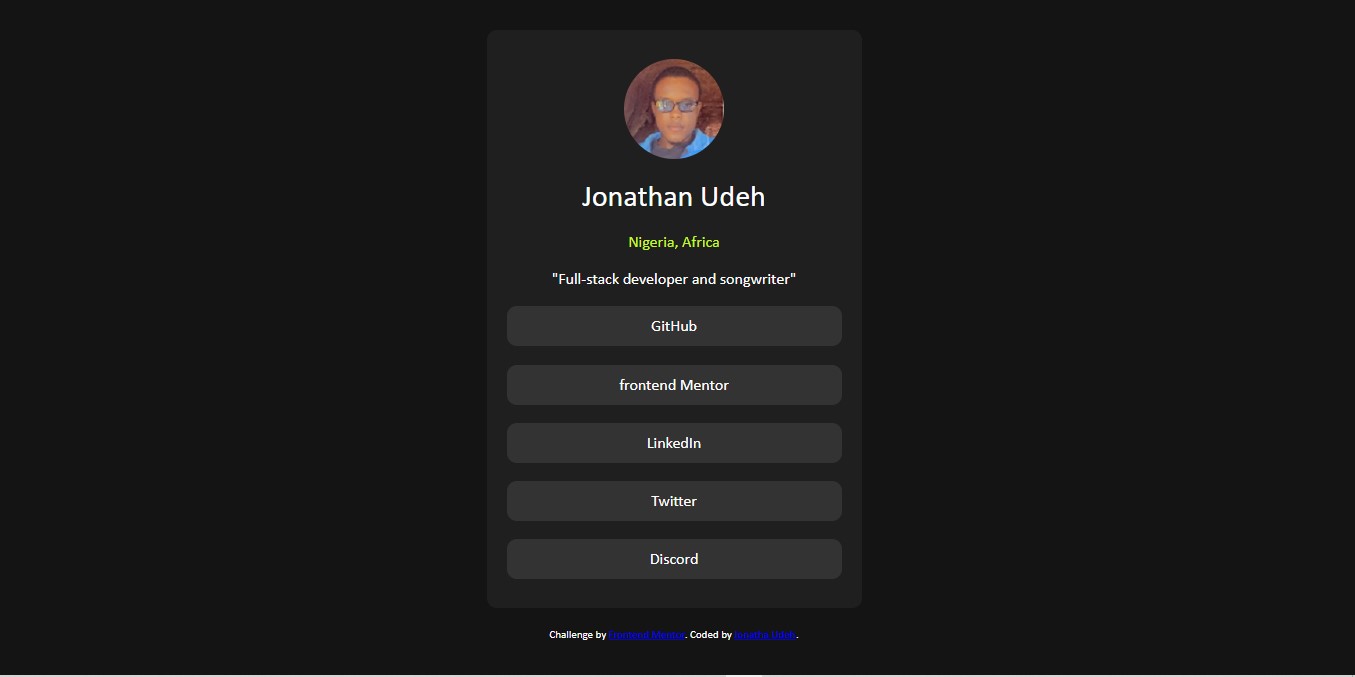 Jonathan Udeh
Nigeria, Africa
"Full-stack developer and songwriter"
GitHub
frontend Mentor
LinkedIn
Twitter
Discord
Challenge by Frontend Mentor. Coded by Jonathn Udeh.